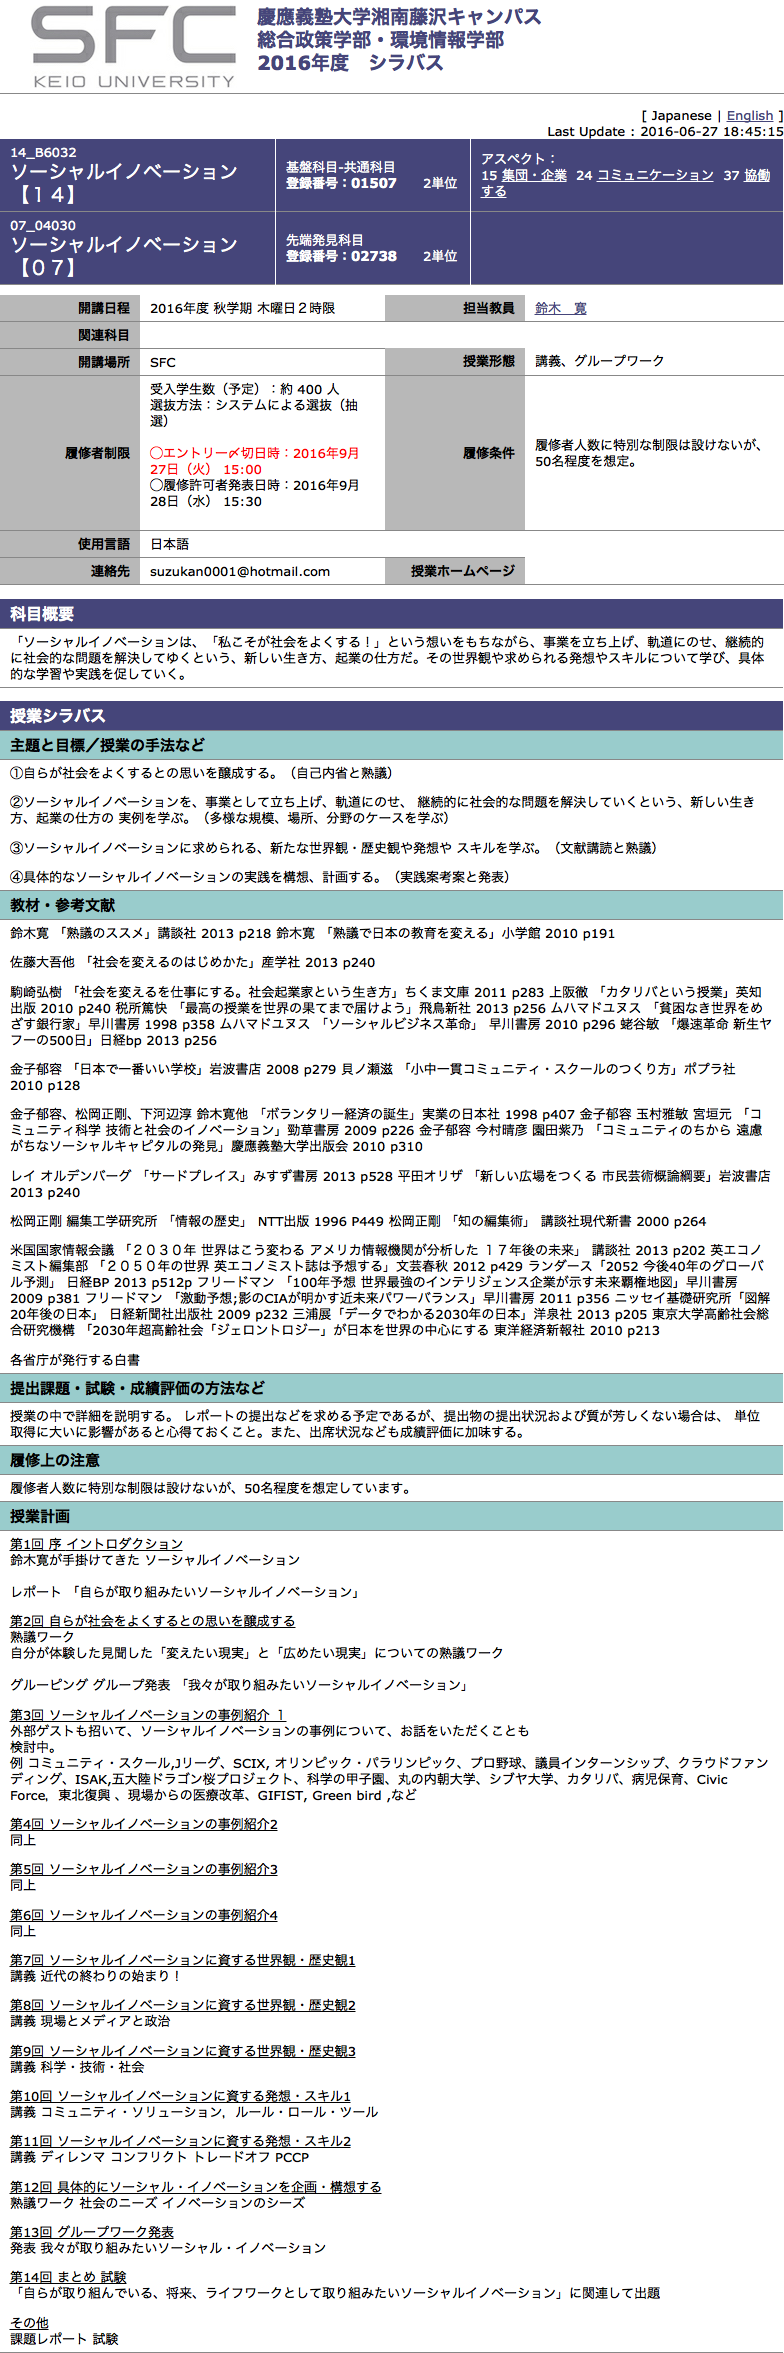 SFC
KEIO UNIVERSITY
慶應義塾大学湘南藤沢キャンパス
総合政策学部・環境情報学部
2016年度　シラバス
[ Japanese | English ]
Last Update : 2016-06-27 18:45:15
14_B6032
ソーシャルイノベーション
【１４】
基盤科目-共通科目
登録番号：01507　　2単位
アスペクト：
15 集団・企業  24 コミュニケーション  37 協働
する
07_04030
ソーシャルイノベーション
【０７】
先端発見科目
登録番号：02738　　2単位
開講日程
2016年度 秋学期 木曜日２時限
担当教員
鈴木　寛
関連科目
開講場所
SFC
授業形態
講義、グループワーク
履修者制限
受入学生数（予定）：約 400 人
選抜方法：システムによる選抜（抽
選）
◯エントリー〆切日時：2016年9月
27日（火） 15:00
◯履修許可者発表日時：2016年9月
28日（水） 15:30
履修条件
履修者人数に特別な制限は設けないが、
50名程度を想定。
使用言語
日本語
連絡先
suzukan0001@hotmail.com
授業ホームページ
科目概要
「ソーシャルイノベーションは、「私こそが社会をよくする！」という想いをもちながら、事業を立ち上げ、軌道にのせ、継続的
に社会的な問題を解決してゆくという、新しい生き方、起業の仕方だ。その世界観や求められる発想やスキルについて学び、具体
的な学習や実践を促していく。
授業シラバス
主題と目標／授業の手法など
①自らが社会をよくするとの思いを醸成する。（自己内省と熟議）
②ソーシャルイノベーションを、事業として立ち上げ、軌道にのせ、 継続的に社会的な問題を解決していくという、新しい生き
方、起業の仕方の 実例を学ぶ。（多様な規模、場所、分野のケースを学ぶ）
③ソーシャルイノベーションに求められる、新たな世界観・歴史観や発想や スキルを学ぶ。（文献講読と熟議）
④具体的なソーシャルイノベーションの実践を構想、計画する。（実践案考案と発表）
教材・参考文献
鈴木寛 「熟議のススメ」講談社 2013 p218 鈴木寛 「熟議で日本の教育を変える」小学館 2010 p191
佐藤大吾他 「社会を変えるのはじめかた」産学社 2013 p240
駒崎弘樹 「社会を変えるを仕事にする。社会起業家という生き方」ちくま文庫 2011 p283 上阪徹 「カタリバという授業」英知
出版 2010 p240 税所篤快 「最高の授業を世界の果てまで届けよう」飛鳥新社 2013 p256 ムハマドユヌス 「貧困なき世界をめ
ざす銀行家」早川書房 1998 p358 ムハマドユヌス 「ソーシャルビジネス革命」 早川書房 2010 p296 蛯谷敏 「爆速革命 新生ヤ
フーの500日」日経bp 2013 p256
金子郁容 「日本で一番いい学校」岩波書店 2008 p279 貝ノ瀬滋 「小中一貫コミュニティ・スクールのつくり方」ポプラ社
2010 p128
金子郁容、松岡正剛、下河辺淳 鈴木寛他 「ボランタリー経済の誕生」実業の日本社 1998 p407 金子郁容 玉村雅敏 宮垣元 「コ
ミュニティ科学 技術と社会のイノベーション」勁草書房 2009 p226 金子郁容 今村晴彦 園田紫乃 「コミュニティのちから 遠慮
がちなソーシャルキャピタルの発見」慶應義塾大学出版会 2010 p310
レイ オルデンバーグ 「サードプレイス」みすず書房 2013 p528 平田オリザ 「新しい広場をつくる 市民芸術概論綱要」岩波書店
2013 p240
松岡正剛 編集工学研究所 「情報の歴史」 NTT出版 1996 P449 松岡正剛 「知の編集術」 講談社現代新書 2000 p264
米国国家情報会議 「２０３０年 世界はこう変わる アメリカ情報機関が分析した １７年後の未来」 講談社 2013 p202 英エコノ
ミスト編集部 「２０５０年の世界 英エコノミスト誌は予想する」文芸春秋 2012 p429 ランダース「2052 今後40年のグローバ
ル予測」 日経BP 2013 p512p フリードマン 「100年予想 世界最強のインテリジェンス企業が示す未来覇権地図」早川書房
2009 p381 フリードマン 「激動予想;影のCIAが明かす近未来パワーバランス」早川書房 2011 p356 ニッセイ基礎研究所「図解
20年後の日本」 日経新聞社出版社 2009 p232 三浦展「データでわかる2030年の日本」洋泉社 2013 p205 東京大学高齢社会総
合研究機構 「2030年超高齢社会「ジェロントロジー」が日本を世界の中心にする 東洋経済新報社 2010 p213
各省庁が発行する白書
提出課題・試験・成績評価の方法など
授業の中で詳細を説明する。 レポートの提出などを求める予定であるが、提出物の提出状況および質が芳しくない場合は、 単位
取得に大いに影響があると心得ておくこと。また、出席状況なども成績評価に加味する。
履修上の注意
履修者人数に特別な制限は設けないが、50名程度を想定しています。
授業計画
第1回 序 イントロダクション
鈴木寛が手掛けてきた ソーシャルイノベーション
レポート 「自らが取り組みたいソーシャルイノベーション」
第2回 自らが社会をよくするとの思いを醸成する
熟議ワーク
自分が体験した見聞した「変えたい現実」と「広めたい現実」についての熟議ワーク
グルーピング グループ発表 「我々が取り組みたいソーシャルイノベーション」
第3回 ソーシャルイノベーションの事例紹介 １
外部ゲストも招いて、ソーシャルイノベーションの事例について、お話をいただくことも
検討中。
例 コミュニティ・スクール,Jリーグ、SCIX, オリンピック・パラリンピック、プロ野球、議員インターンシップ、クラウドファン
ディング、ISAK,五大陸ドラゴン桜プロジェクト、科学の甲子園、丸の内朝大学、シブヤ大学、カタリバ、病児保育、Civic
Force, 東北復興 、現場からの医療改革、GIFIST, Green bird ,など
第4回 ソーシャルイノベーションの事例紹介2
同上
第5回 ソーシャルイノベーションの事例紹介3
同上
第6回 ソーシャルイノベーションの事例紹介4
同上
第7回 ソーシャルイノベーションに資する世界観・歴史観1
講義 近代の終わりの始まり！
第8回 ソーシャルイノベーションに資する世界観・歴史観2
講義 現場とメディアと政治
第9回 ソーシャルイノベーションに資する世界観・歴史観3
講義 科学・技術・社会
第10回 ソーシャルイノベーションに資する発想・スキル1
講義 コミュニティ・ソリューション, ルール・ロール・ツール
第11回 ソーシャルイノベーションに資する発想・スキル2
講義 ディレンマ コンフリクト トレードオフ PCCP
第12回 具体的にソーシャル・イノベーションを企画・構想する
熟議ワーク 社会のニーズ イノベーションのシーズ
第13回 グループワーク発表
発表 我々が取り組みたいソーシャル・イノベーション
第14回 まとめ 試験
「自らが取り組んでいる、将来、ライフワークとして取り組みたいソーシャルイノベーション」に関連して出題
その他
課題レポート 試験